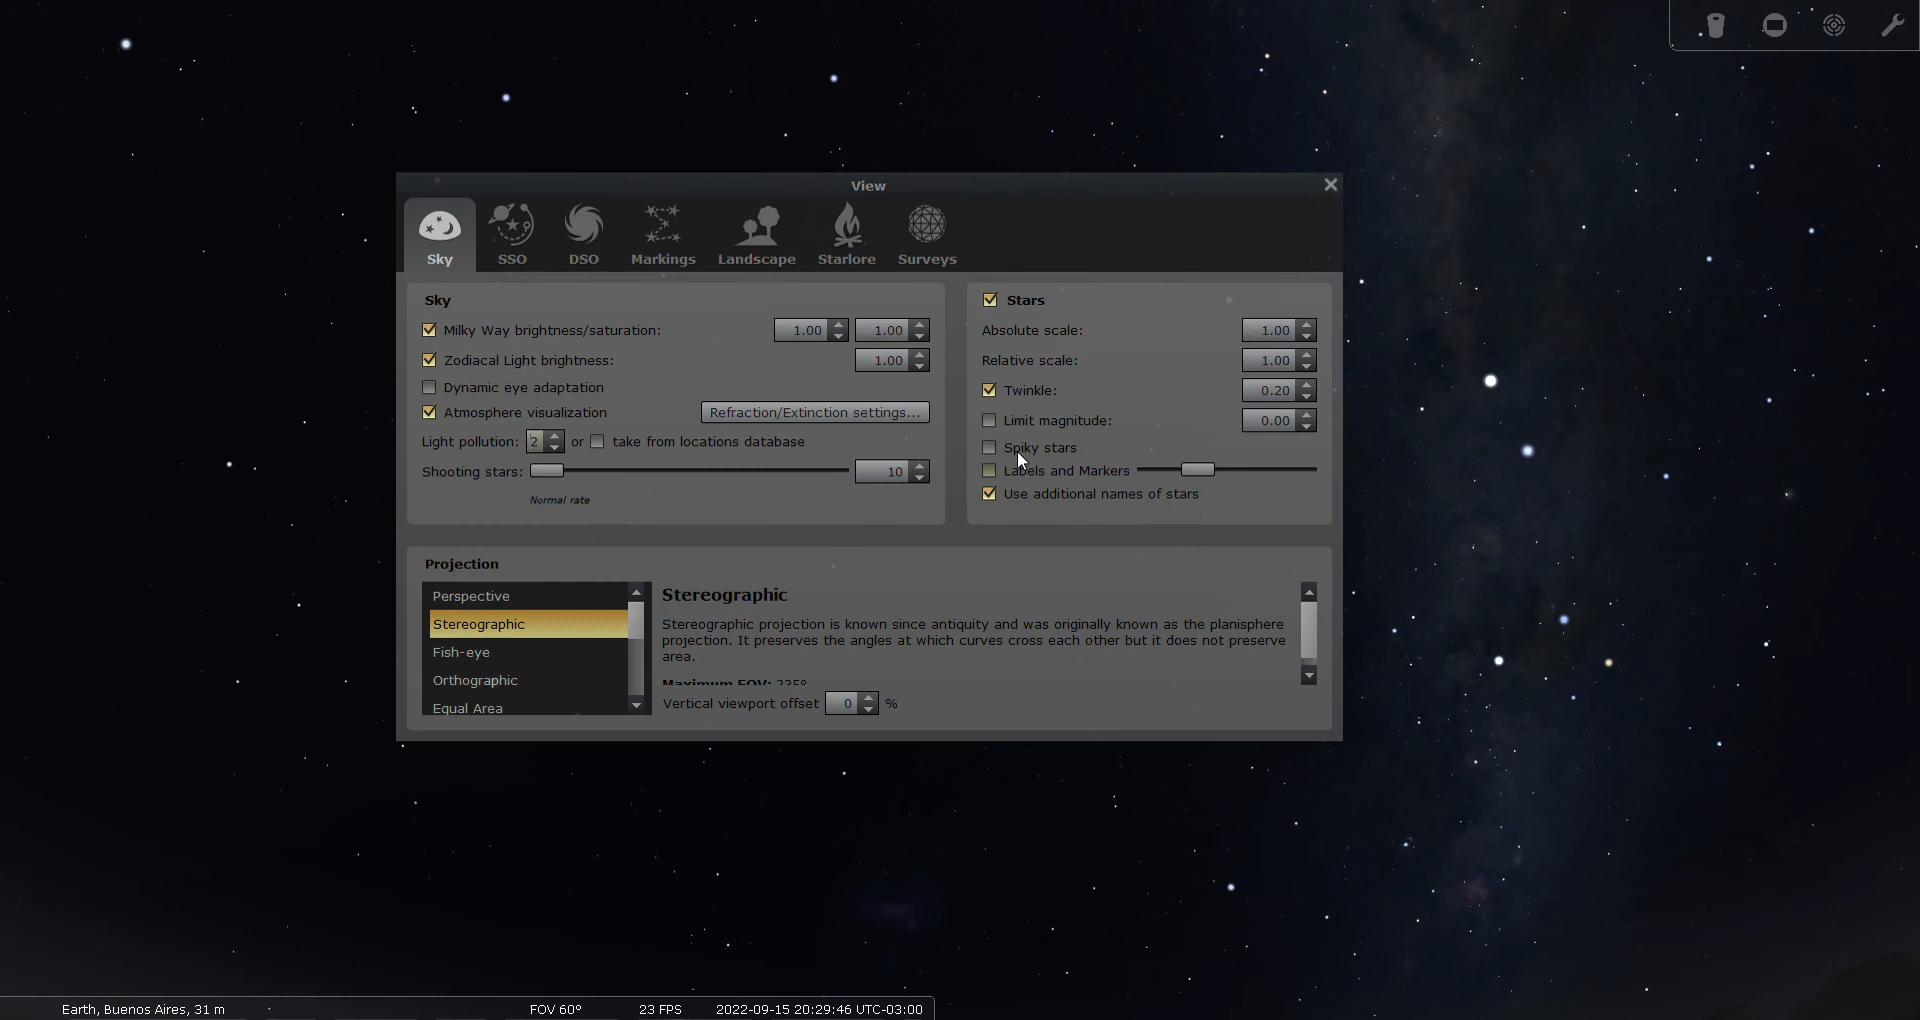 View
Sky
SSO
DSO
Markings
Landscape
Starlore
Surveys
Sky
Milky Way brightness/saturation: 1.00 1.00
Zodiacal Light brightness: 1.00
Dynamic eye adaptation
Atmosphere visualization Refraction/Extinction settings...
Light pollution: 2 or take from locations database
Shooting stars: 10
Normal rate
Stars
Absolute scale: 1.00
Relative scale: 1.00
Twinkle: 0.20
Limit magnitude: 0.00
Spiky stars
Labels and Markers
Use additional names of stars
Projection
Perspective
Stereographic
Fish-eye
Orthographic
Equal Area
Stereographic
Stereographic projection is known since antiquity and was originally known as the planisphere
projection. It preserves the angles at which curves cross each other but it does not preserve
area.
Maximum FOV: 235°
Vertical viewport offset 0 %
Earth, Buenos Aires, 31 m FOV 60° 23 FPS 2022-09-15 20:29:46 UTC-03:00